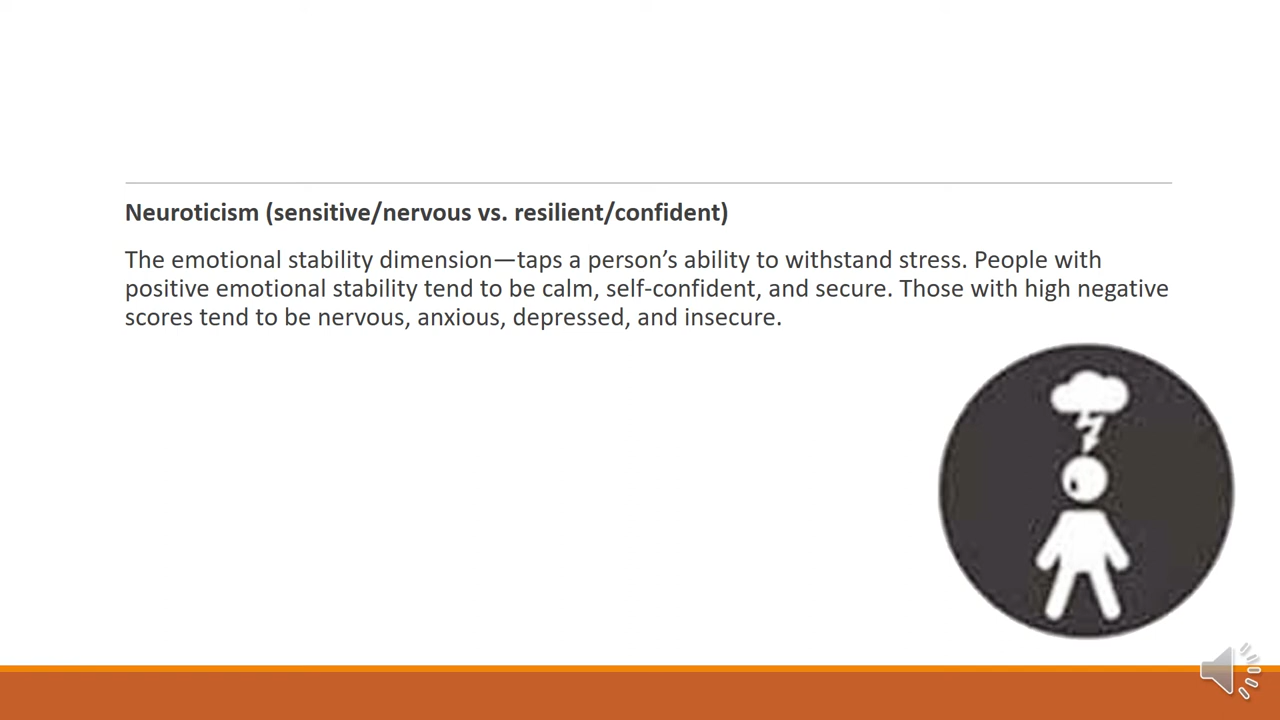 Neuroticism (sensitive/nervous vs. resilient/confident)
The emotional stability dimension—taps a person’s ability to withstand stress. People with
positive emotional stability tend to be calm, self-confident, and secure. Those with high negative
scores tend to be nervous, anxious, depressed, and insecure.